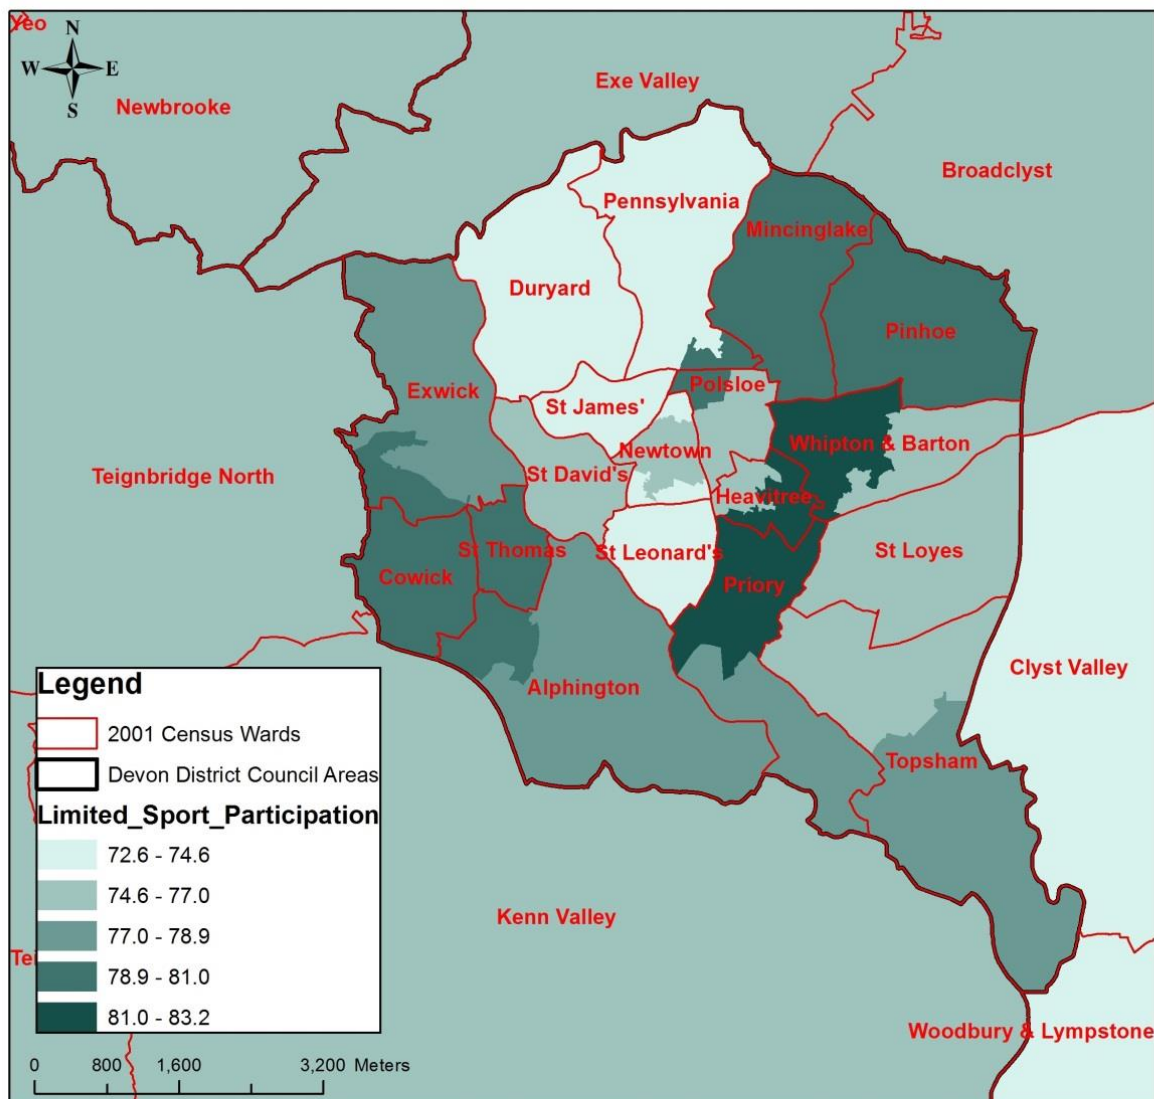 Yeo
N
W E
S
Newbrooke
Exe Valley
Broadclyst
Pennsylvania
Mincinglake
Duryard
Pinhoe
Exwick
Polsloe
St James'
Newtown
Whipton & Barton
Teignbridge North
St David's
Heavitree
St Thomas
St Leonard's
St Loyes
Cowick
Priory
Clyst Valley
Alphington
Topsham
Kenn Valley
Te
Woodbury & Lympstone
Legend
2001 Census Wards
Devon District Council Areas
Limited_Sport_Participation
72.6 - 74.6
74.6 - 77.0
77.0 - 78.9
78.9 - 81.0
81.0 - 83.2
0 800 1,600 3,200 Meters